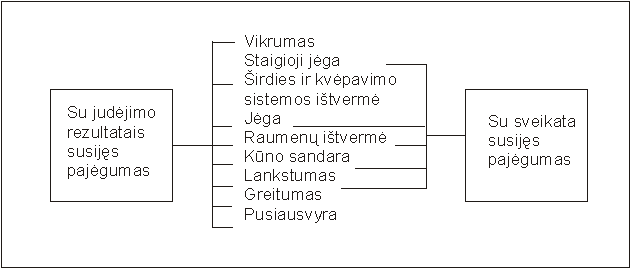 Su judėjimo
rezultatais
susijęs
pajėgumas
Vikrumas
Staigioji jėga
Širdies ir kvėpavimo
sistemos ištvermė
Jėga
Raumenų ištvermė
Kūno sandara
Lankstumas
Greitumas
Pusiausvyra
Su sveikata
susijęs
pajėgumas